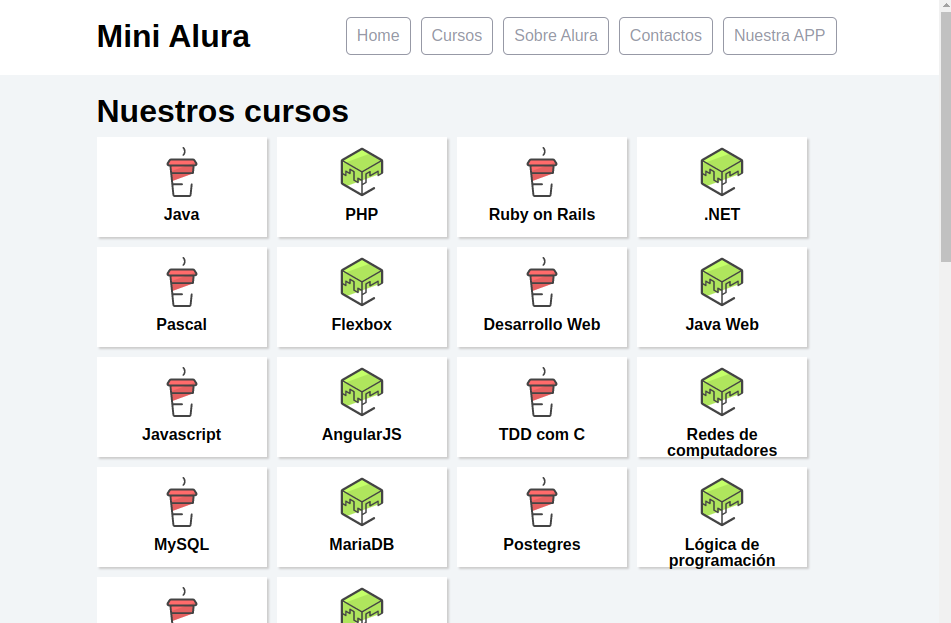 Mini Alura
Home
Cursos
Sobre Alura
Contactos
Nuestra APP
Nuestros cursos
Java
PHP
Ruby on Rails
.NET
Pascal
Flexbox
Desarrollo Web
Java Web
Javascript
AngularJS
TDD com C
Redes de
computadores
MySQL
MariaDB
Postegres
Lógica de
programación